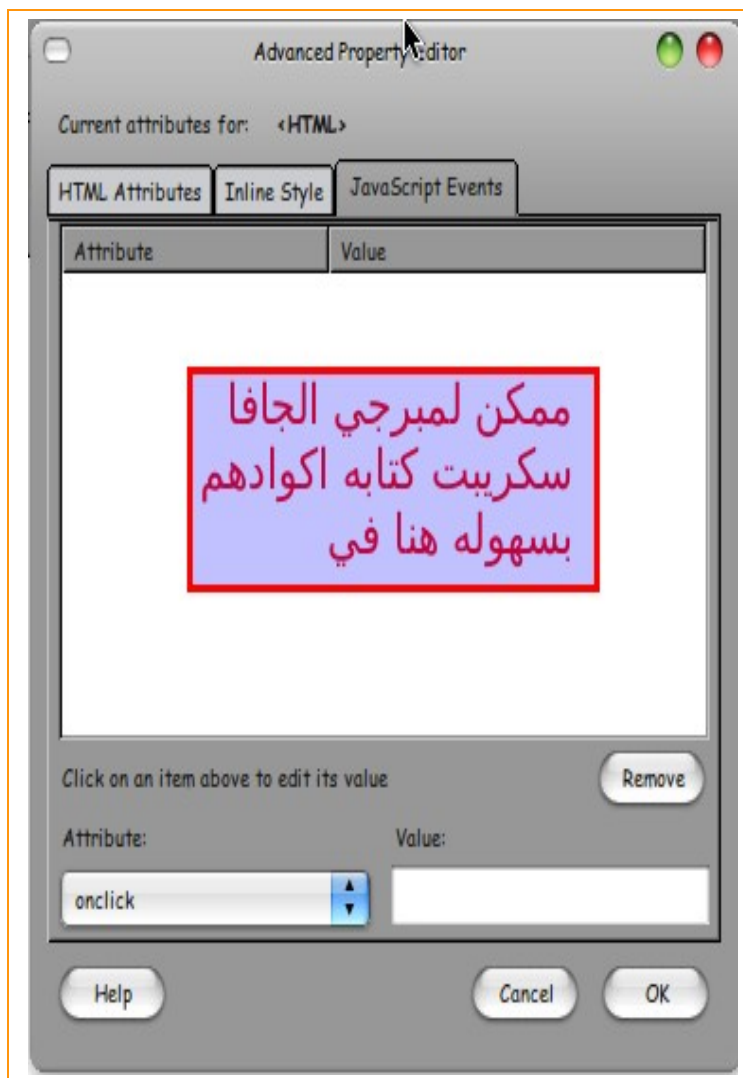 Advanced Property Editor
Current attributes for: <HTML>
HTML Attributes Inline Style JavaScript Events
Attribute Value
ممكن لمبرجي الجافا
سكريبت كتابه اكوادهم
بسهوله هنا في
Click on an item above to edit its value Remove
Attribute: Value:
onclick
Help Cancel OK